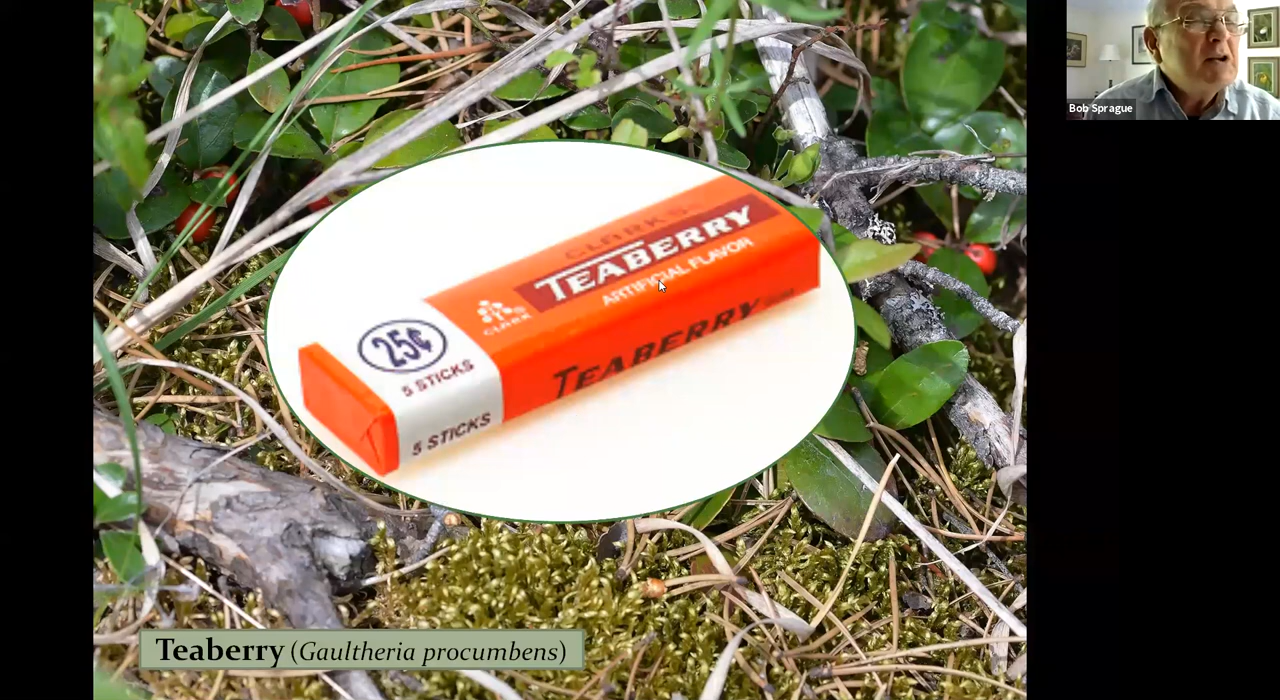 Bob Sprague
CLARK'S
TEABERRY
ARTIFICIAL FLAVOR
CLARK
25¢
5 STICKS
TEABERRY
5 STICKS
Teaberry (Gaultheria procumbens)